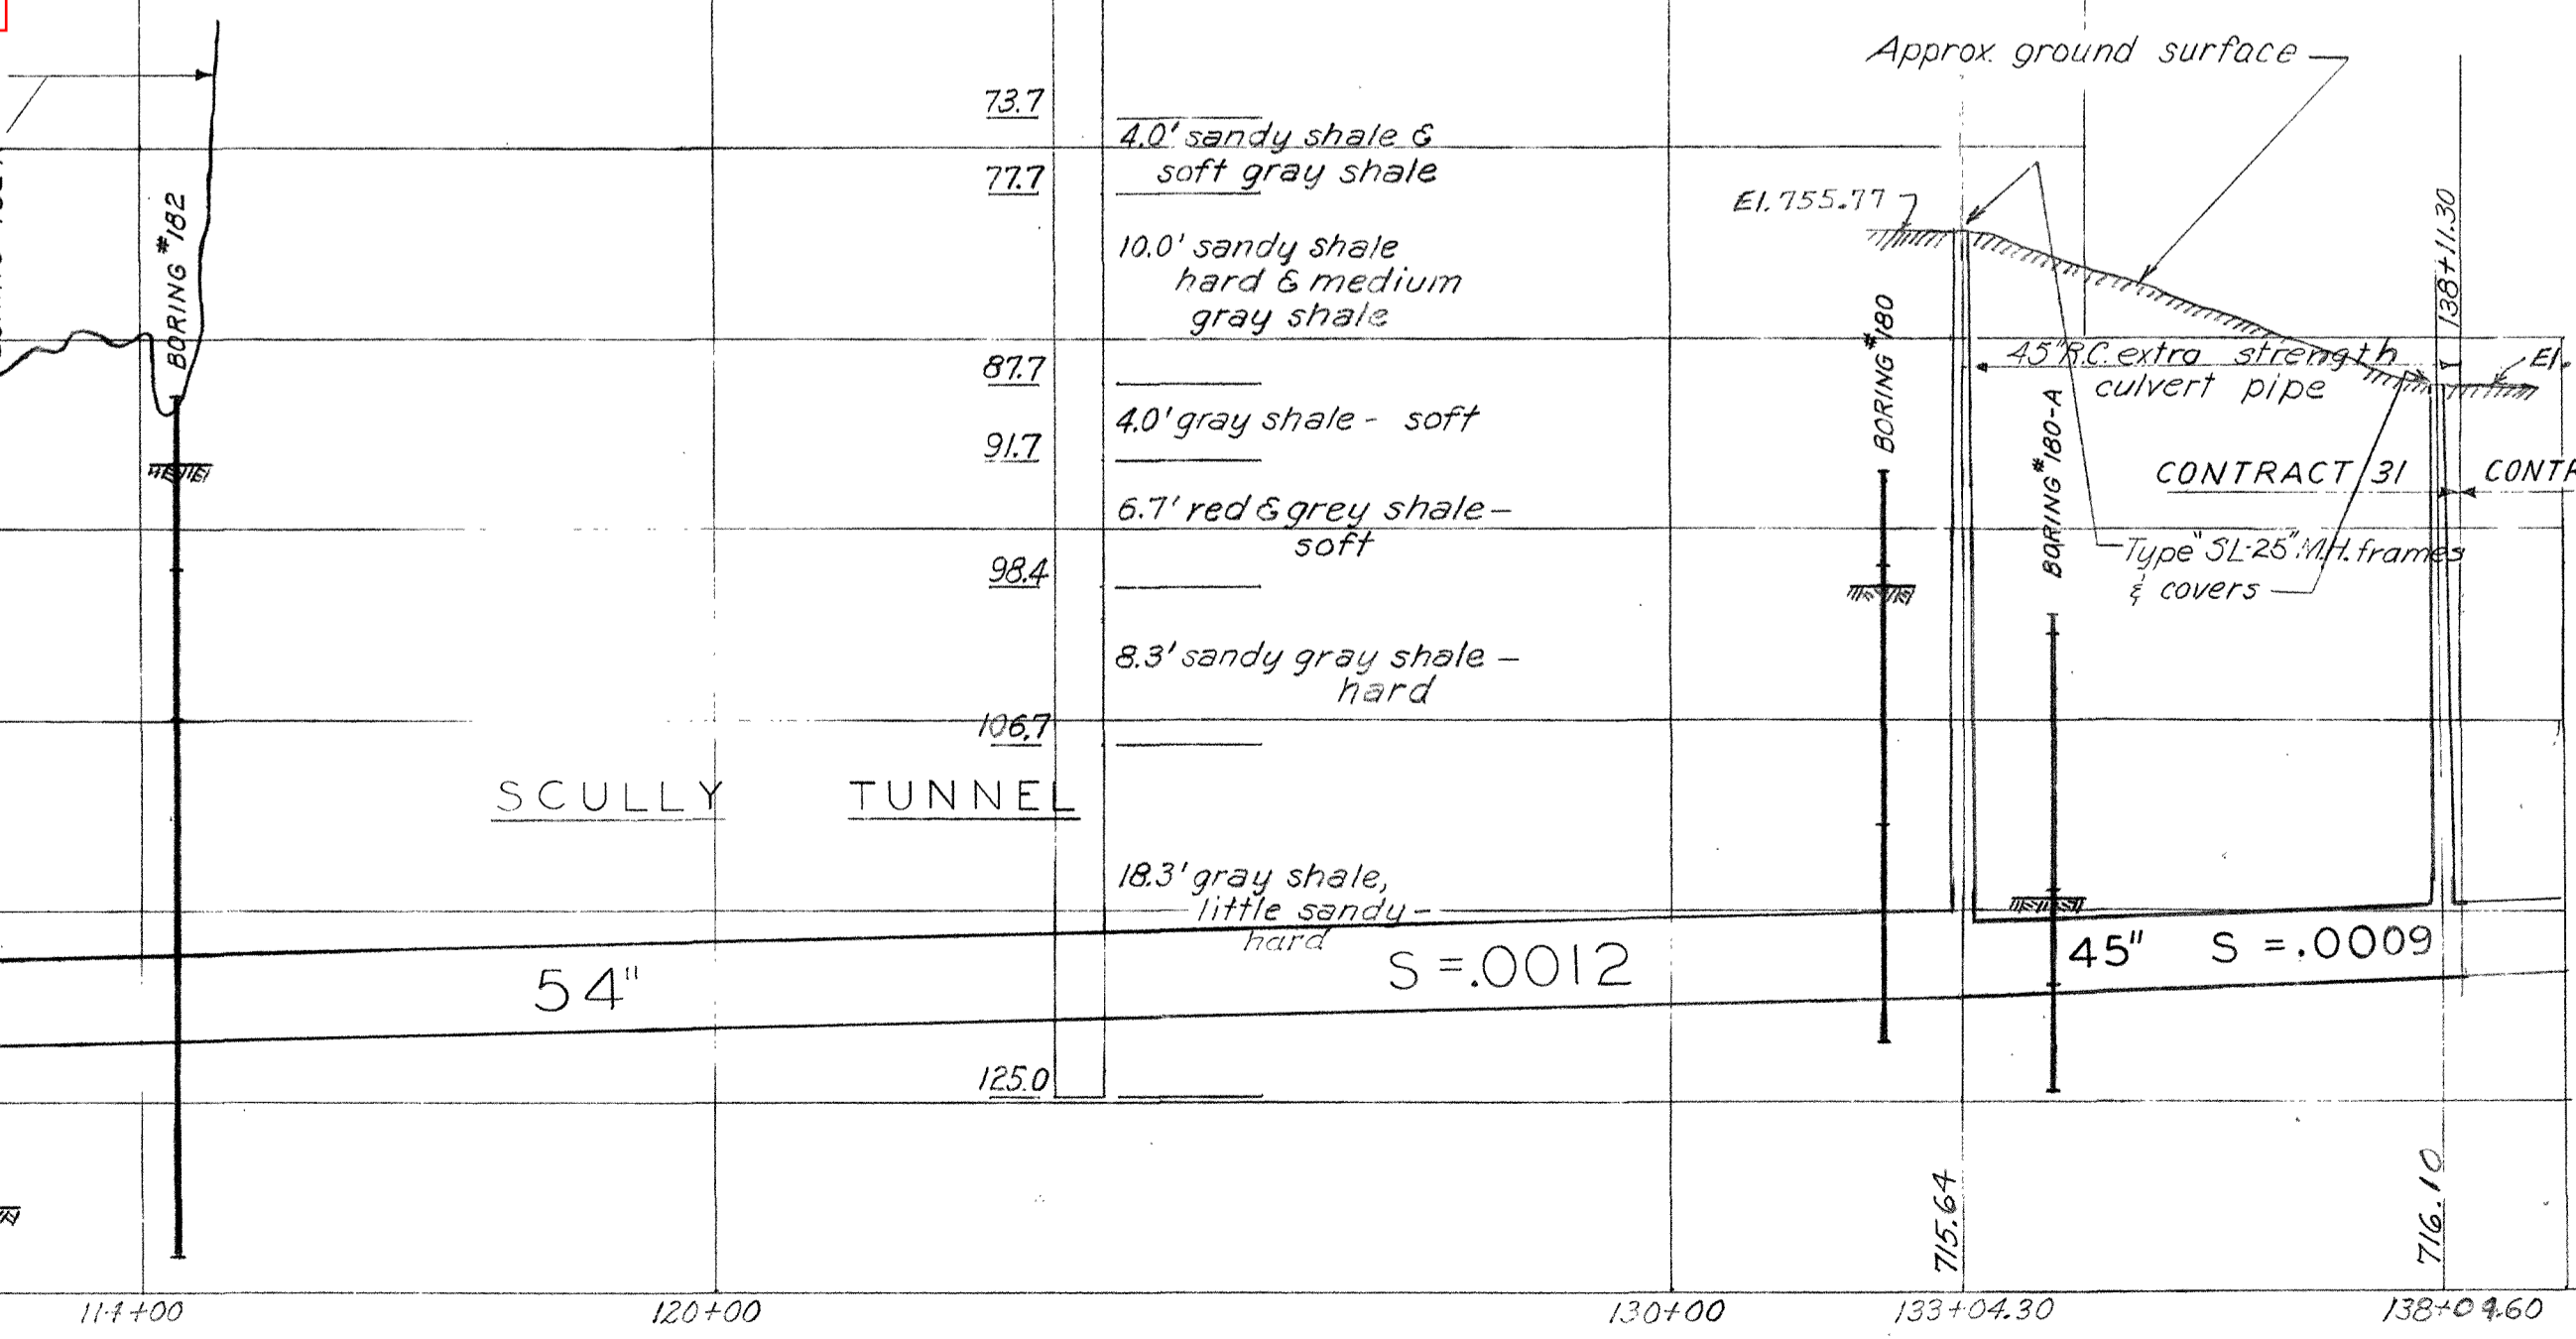 Approx. ground surface
73.7
4.0' sandy shale &
soft gray shale
77.7
El. 755.77
BORING #182
138+11.30
10.0' sandy shale
hard & medium
gray shale
BORING #180
45" R.C. extra strength
culvert pipe
El.
87.7
4.0' gray shale - soft
91.7
BORING #180-A
CONTRACT 31
CONTR
6.7' red & grey shale -
soft
98.4
Type "SL-25" M.H. frames
& covers
8.3' sandy gray shale -
hard
106.7
SCULLY TUNNEL
18.3' gray shale,
little sandy -
hard
54"
S = .0012
45" S = .0009
125.0
715.64
716.10
114+00
120+00
130+00
133+04.30
138+09.60